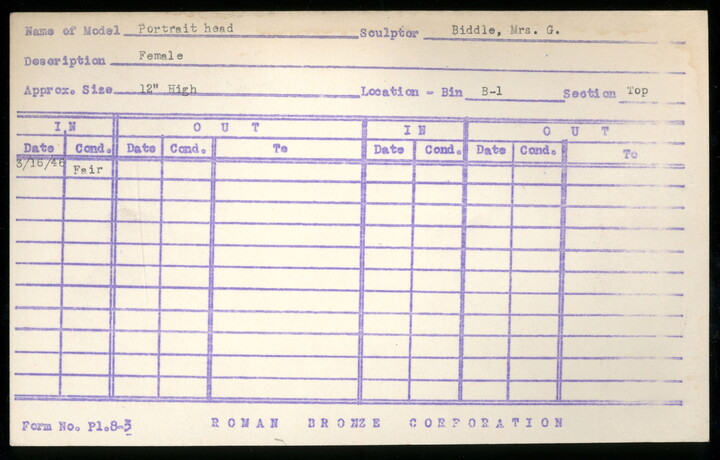 Name of Model Portrait head Sculptor Biddle, Mrs. G.
Description Female
Approx. Size 12" High Location - Bin B-1 Section Top
IN OUT IN OUT
Date Cond. Date Cond. To Date Cond. Date Cond. To
3/16/46 Fair
Form No. Pl.8-3 ROMAN BRONZE CORPORATION